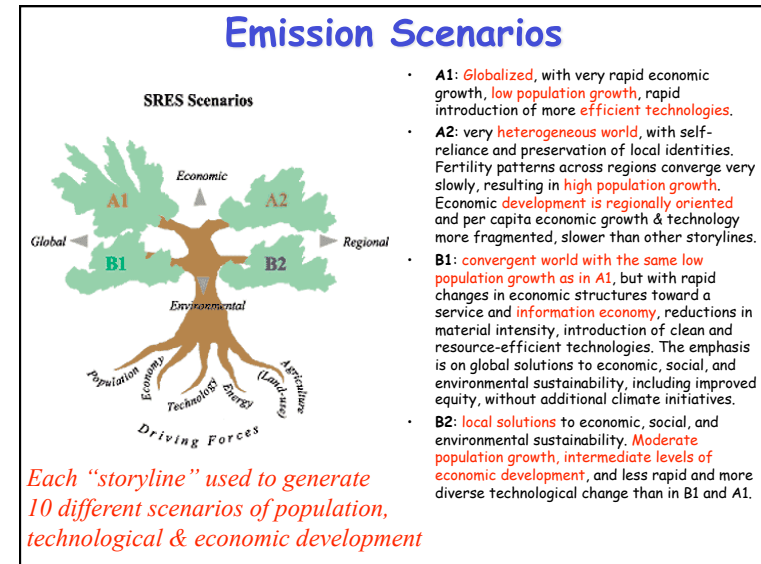 Emission Scenarios
SRES Scenarios
Economic
A1
A2
Global
Regional
B1
B2
Environmental
Population
Economy
Technology
Energy
Agriculture
(Land-use)
Driving Forces
Each “storyline” used to generate
10 different scenarios of population,
technological & economic development
• A1: Globalized, with very rapid economic
growth, low population growth, rapid
introduction of more efficient technologies.
• A2: very heterogeneous world, with self-
reliance and preservation of local identities.
Fertility patterns across regions converge very
slowly, resulting in high population growth.
Economic development is regionally oriented
and per capita economic growth & technology
more fragmented, slower than other storylines.
• B1: convergent world with the same low
population growth as in A1, but with rapid
changes in economic structures toward a
service and information economy, reductions in
material intensity, introduction of clean and
resource-efficient technologies. The emphasis
is on global solutions to economic, social, and
environmental sustainability, including improved
equity, without additional climate initiatives.
• B2: local solutions to economic, social, and
environmental sustainability. Moderate
population growth, intermediate levels of
economic development, and less rapid and more
diverse technological change than in B1 and A1.